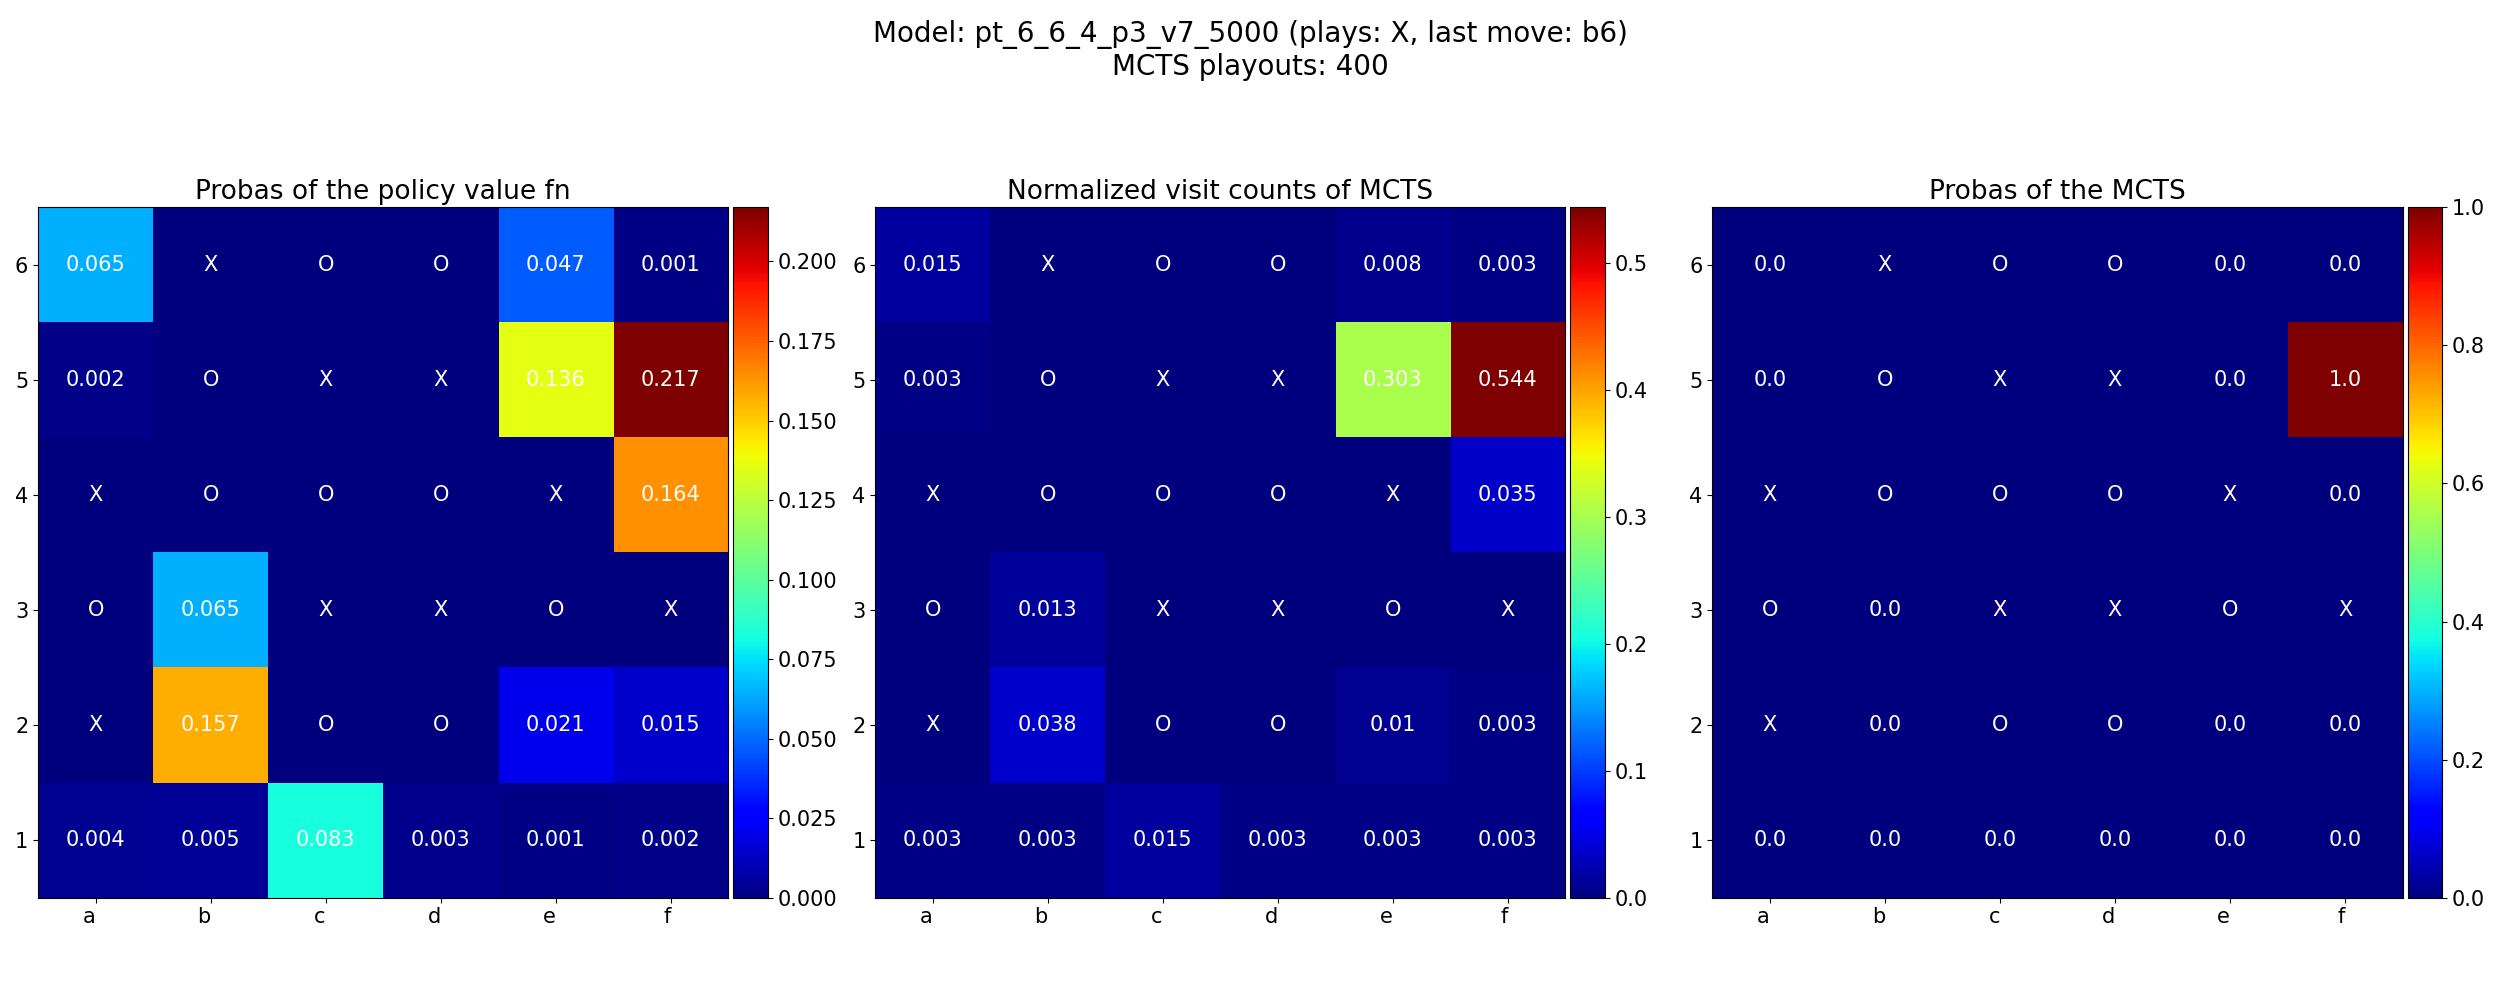 Model: pt_6_6_4_p3_v7_5000 (plays: X, last move: b6)
MCTS playouts: 400
Probas of the policy value fn
6 0.065 X O O 0.047 0.001
5 0.002 O X X 0.136 0.217
4 X O O O X 0.164
3 O 0.065 X X O X
2 X 0.157 O O 0.021 0.015
1 0.004 0.005 0.083 0.003 0.001 0.002
a b c d e f
0.200
0.175
0.150
0.125
0.100
0.075
0.050
0.025
0.000
Normalized visit counts of MCTS
6 0.015 X O O 0.008 0.003
5 0.003 O X X 0.303 0.544
4 X O O O X 0.035
3 O 0.013 X X O X
2 X 0.038 O O 0.01 0.003
1 0.003 0.003 0.015 0.003 0.003 0.003
a b c d e f
0.5
0.4
0.3
0.2
0.1
0.0
Probas of the MCTS
6 0.0 X O O 0.0 0.0
5 0.0 O X X 0.0 1.0
4 X O O O X 0.0
3 O 0.0 X X O X
2 X 0.0 O O 0.0 0.0
1 0.0 0.0 0.0 0.0 0.0 0.0
a b c d e f
1.0
0.8
0.6
0.4
0.2
0.0